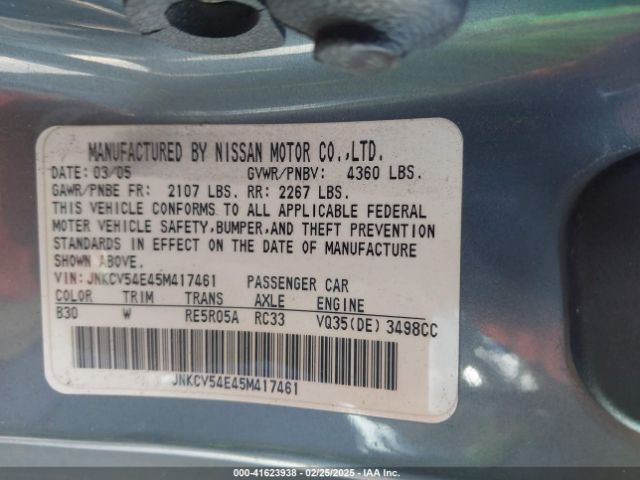 MANUFACTURED BY NISSAN MOTOR CO.,LTD.
DATE: 03/05 GVWR/PNBV: 4360 LBS.
GAWR/PNBE FR: 2107 LBS. RR: 2267 LBS.
THIS VEHICLE CONFORMS TO ALL APPLICABLE FEDERAL
MOTOR VEHICLE SAFETY,BUMPER,AND THEFT PREVENTION
STANDARDS IN EFFECT ON THE DATE OF MANUFACTURE
SHOWN ABOVE.
VIN: JNKCV54E45M417461 PASSENGER CAR
COLOR TRIM TRANS AXLE ENGINE
B30 W RE5R05A RC33 VQ35(DE) 3498CC
JNKCV54E45M417461
00-41623938 - 02/25/2025 - IAA Inc.